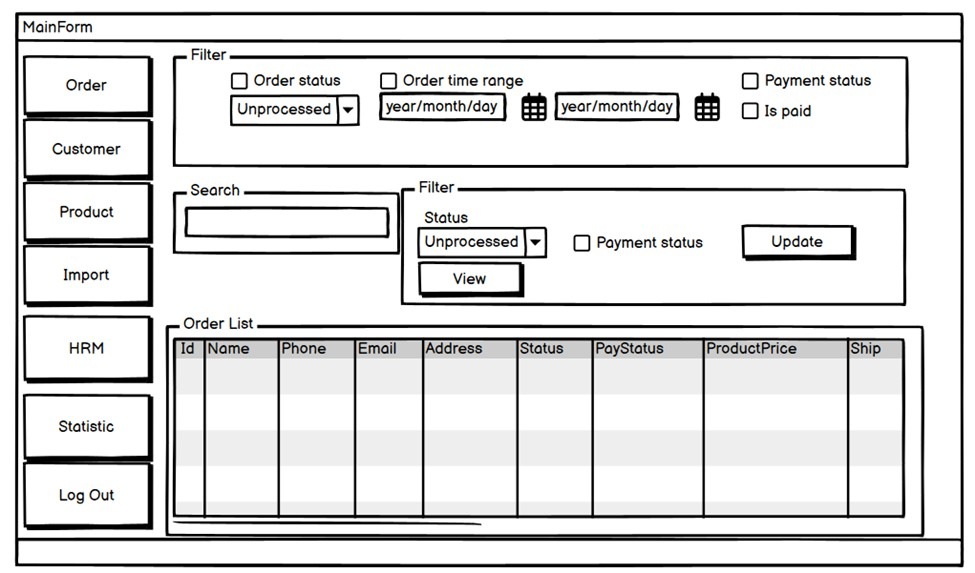 MainForm
Order
Customer
Product
Import
HRM
Statistic
Log Out
Filter
Order status
Order time range
Payment status
Unprocessed
year/month/day
year/month/day
Is paid
Search
Filter
Status
Unprocessed
Payment status
Update
View
Order List
Id Name Phone Email Address Status PayStatus ProductPrice Ship